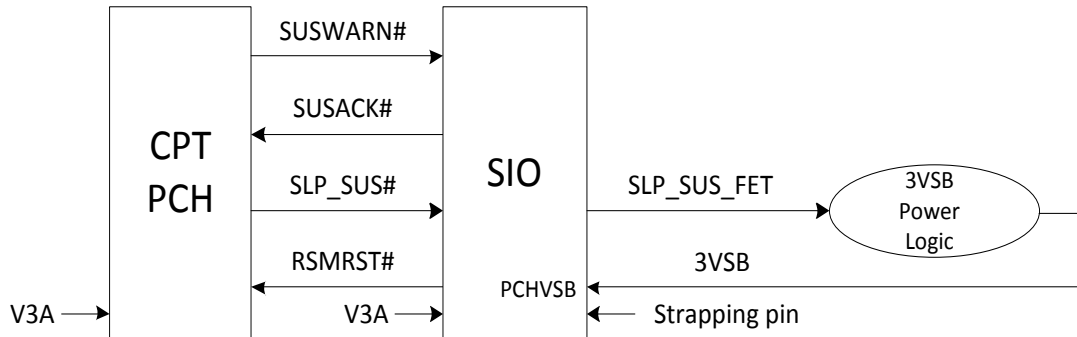 SUSWARN#
SUSACK#
CPT
PCH
SIO
SLP_SUS#
SLP_SUS_FET
3VSB
Power
Logic
RSMRST#
3VSB
PCHVSB
V3A
V3A
Strapping pin